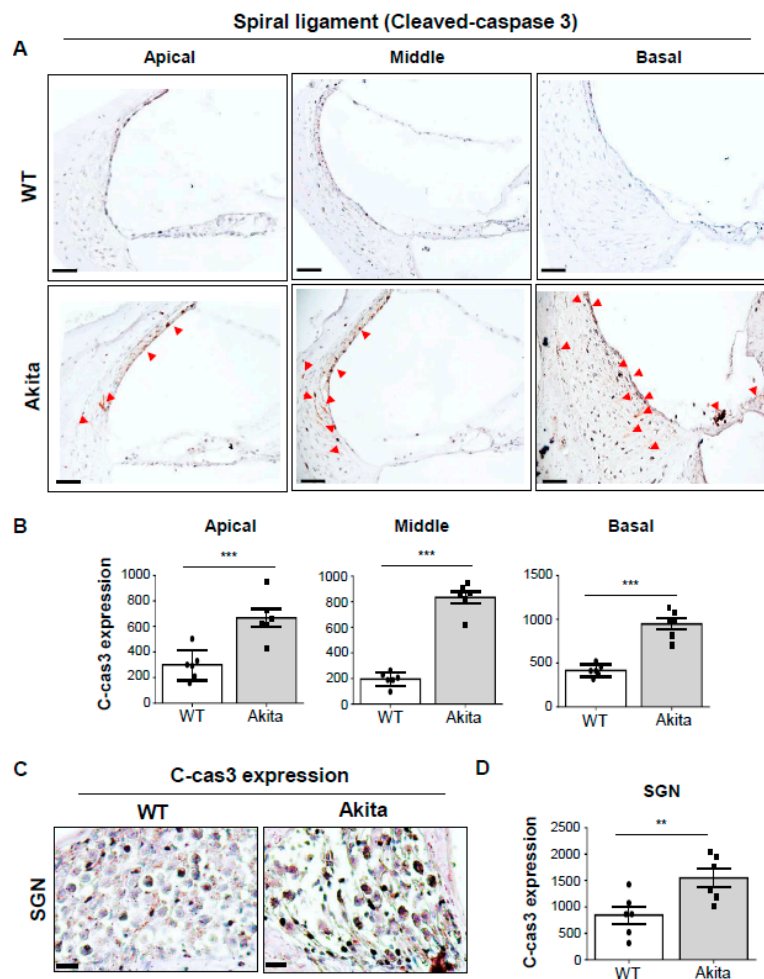 Spiral ligament (Cleaved-caspase 3)
A
Apical Middle Basal
WT
Akita
B
Apical Middle Basal
C-cas3 expression
***
1000
800
600
400
200
0
WT Akita
***
1000
800
600
400
200
0
WT Akita
***
1500
1000
500
0
WT Akita
C
C-cas3 expression
WT Akita
SGN
D
SGN
C-cas3 expression
**
2500
2000
1500
1000
500
0
WT Akita